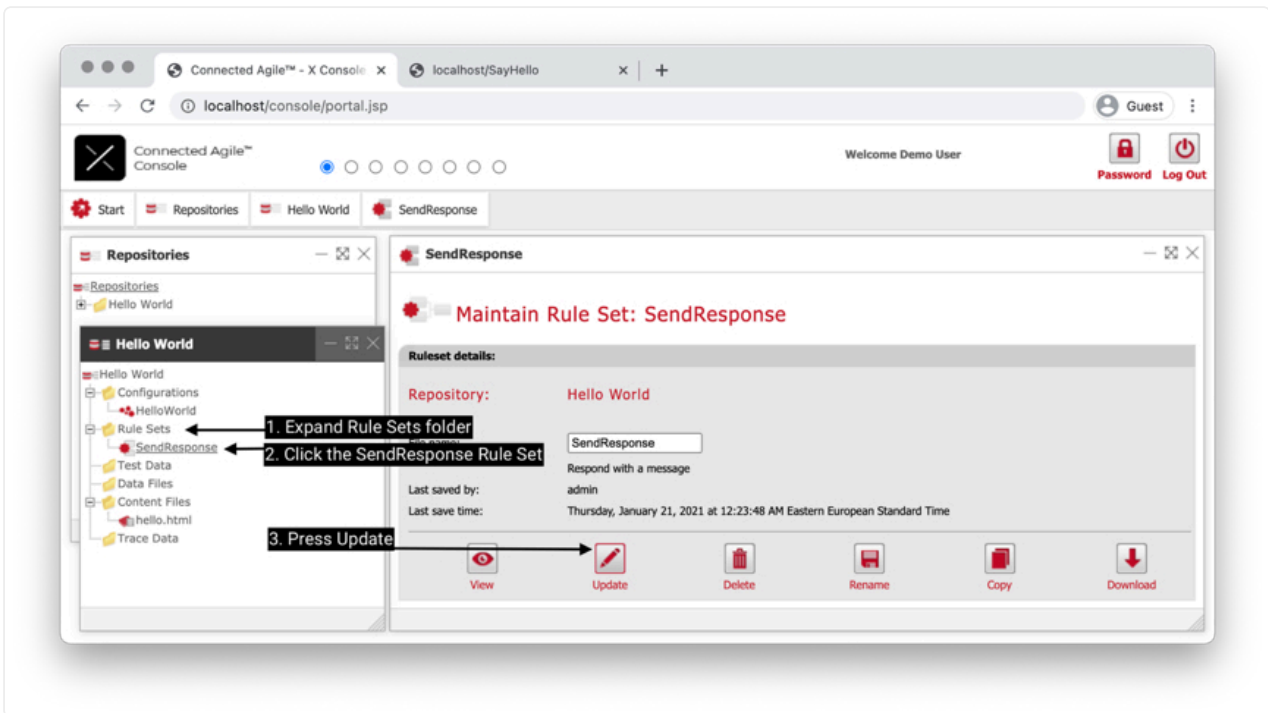 Connected Agile™ - X Console
localhost/SayHello
localhost/console/portal.jsp
Guest
Connected Agile™
Console
Welcome Demo User
Password
Log Out
Start
Repositories
Hello World
SendResponse
Repositories
Repositories
Hello World
Hello World
Hello World
Configurations
HelloWorld
Rule Sets
SendResponse
Test Data
Data Files
Content Files
hello.html
Trace Data
1. Expand Rule Sets folder
2. Click the SendResponse Rule Set
3. Press Update
SendResponse
Maintain Rule Set: SendResponse
Ruleset details:
Repository: Hello World
SendResponse
Respond with a message
Last saved by: admin
Last save time: Thursday, January 21, 2021 at 12:23:48 AM Eastern European Standard Time
View
Update
Delete
Rename
Copy
Download